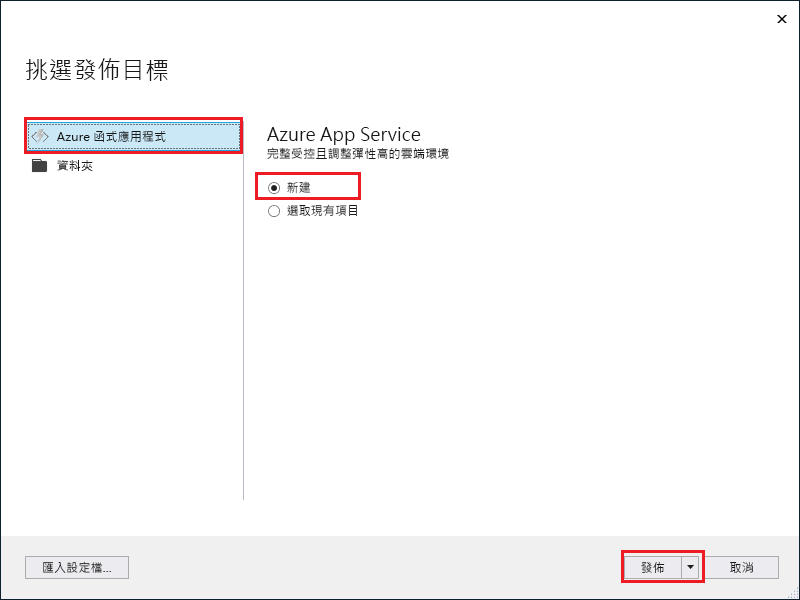 挑選發佈目標
Azure 函式應用程式
資料夾
Azure App Service
完整受控且調整彈性高的雲端環境
新建
選取現有項目
匯入設定檔...
發佈
取消